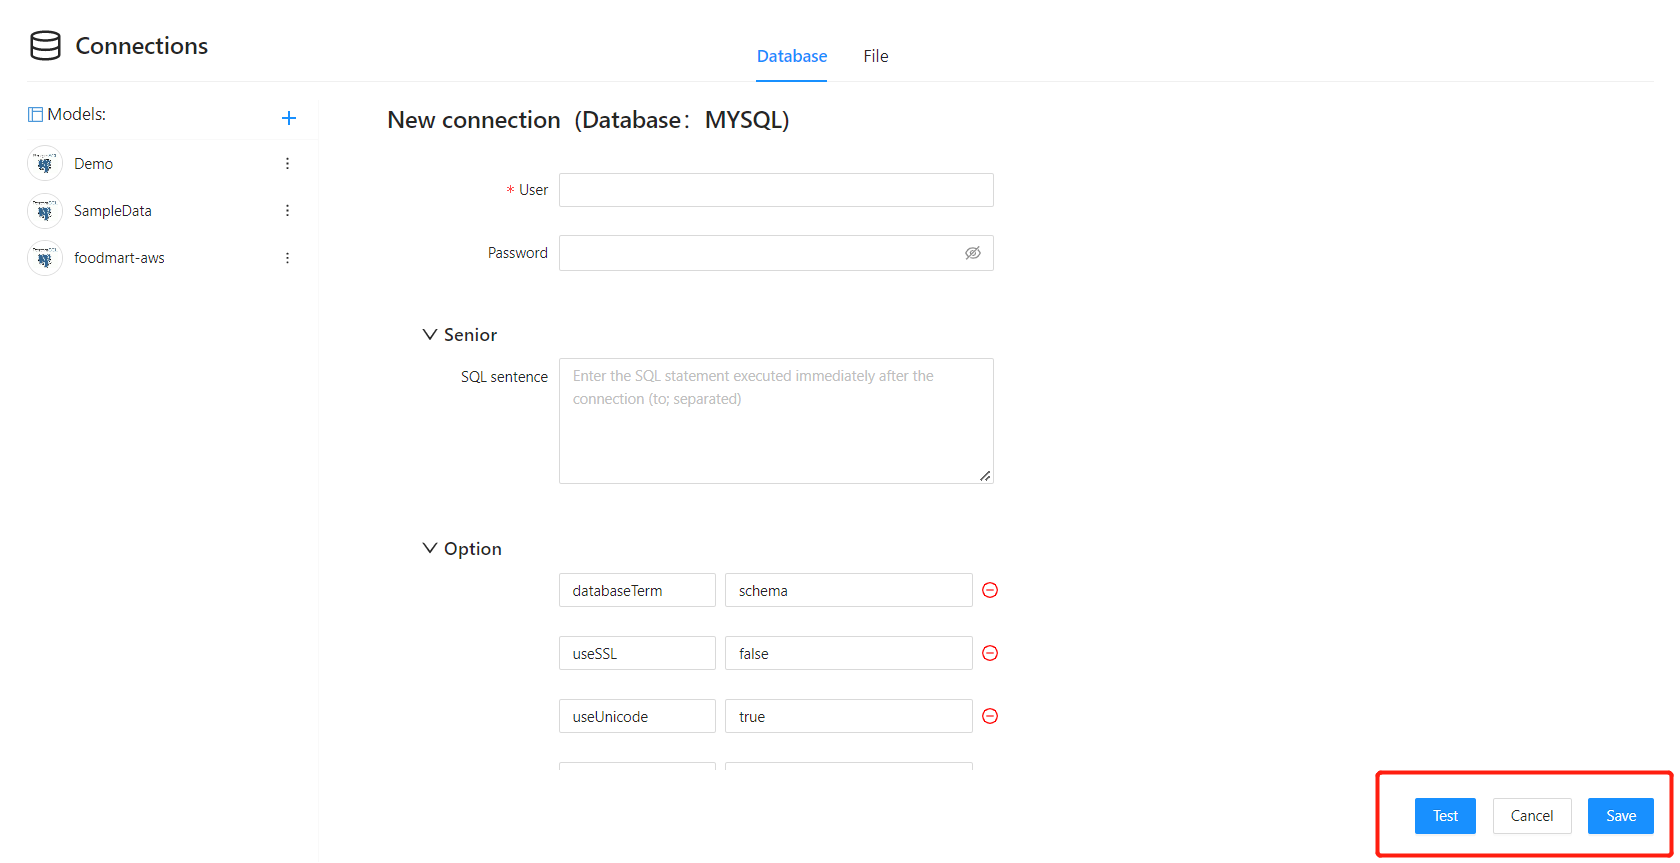 Connections
Database File
Models:
Demo
SampleData
foodmart-aws
New connection（Database：MYSQL)
* User
Password
Senior
SQL sentence
Enter the SQL statement executed immediately after the
connection (to; separated)
Option
databaseTerm schema
useSSL false
useUnicode true
Test Cancel Save